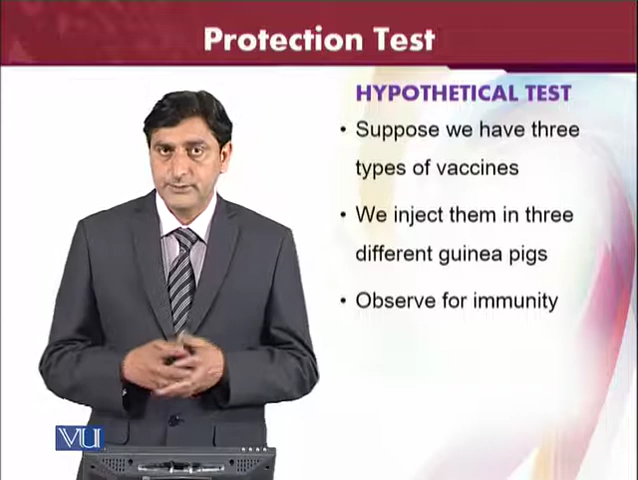 Protection Test
HYPOTHETICAL TEST
• Suppose we have three
types of vaccines
• We inject them in three
different guinea pigs
• Observe for immunity
VU